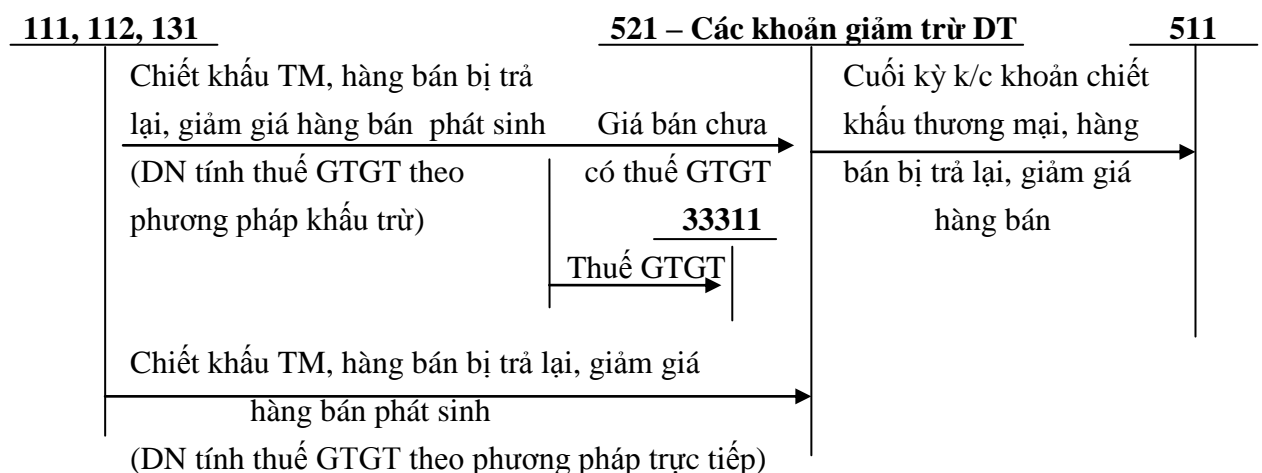 111, 112, 131 521 – Các khoản giảm trừ DT 511
Chiết khấu TM, hàng bán bị trả
lại, giảm giá hàng bán phát sinh
(DN tính thuế GTGT theo
phương pháp khấu trừ)
Giá bán chưa
có thuế GTGT
33311
Thuế GTGT
Cuối kỳ k/c khoản chiết
khấu thương mại, hàng
bán bị trả lại, giảm giá
hàng bán
Chiết khấu TM, hàng bán bị trả lại, giảm giá
hàng bán phát sinh
(DN tính thuế GTGT theo phương pháp trực tiếp)